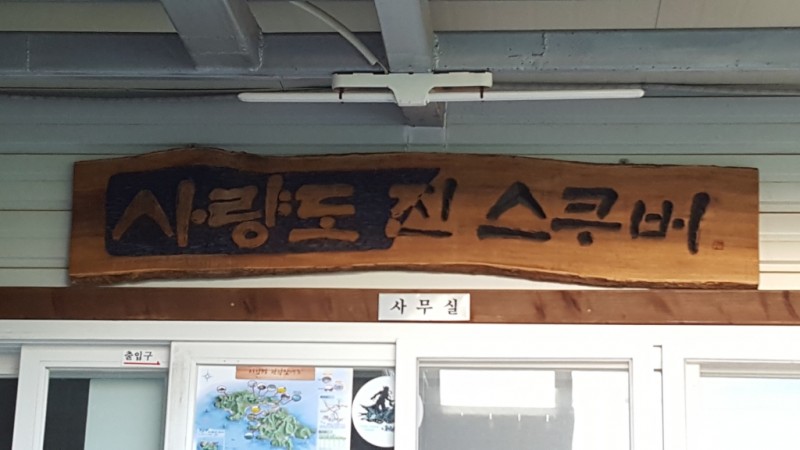 사량도 진 스쿠버
사무실
출입구